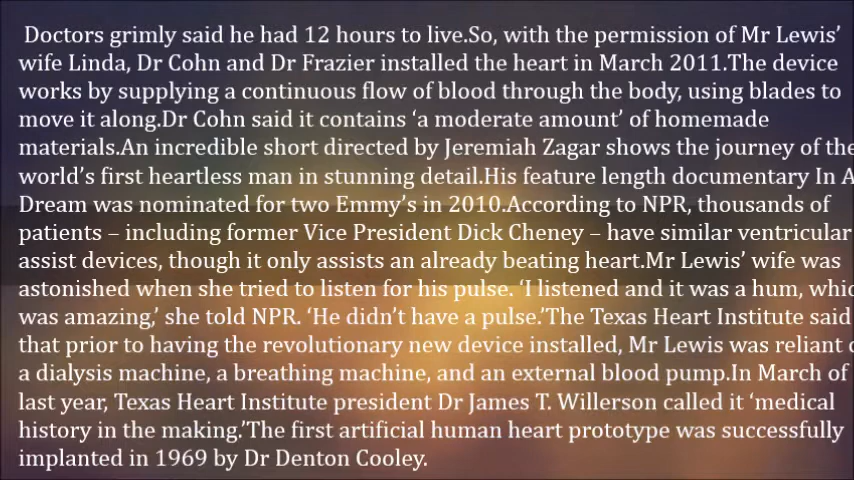 Doctors grimly said he had 12 hours to live.So, with the permission of Mr Lewis’
wife Linda, Dr Cohn and Dr Frazier installed the heart in March 2011.The device
works by supplying a continuous flow of blood through the body, using blades to
move it along.Dr Cohn said it contains ‘a moderate amount’ of homemade
materials.An incredible short directed by Jeremiah Zagar shows the journey of the
world’s first heartless man in stunning detail.His feature length documentary In A
Dream was nominated for two Emmy’s in 2010.According to NPR, thousands of
patients – including former Vice President Dick Cheney – have similar ventricular
assist devices, though it only assists an already beating heart.Mr Lewis’ wife was
astonished when she tried to listen for his pulse. ‘I listened and it was a hum,
was amazing,’ she told NPR. ‘He didn’t have a pulse.’The Texas Heart Institute said
that prior to having the revolutionary new device installed, Mr Lewis was reliant
a dialysis machine, a breathing machine, and an external blood pump.In March of
last year, Texas Heart Institute president Dr James T. Willerson called it ‘medical
history in the making.’The first artificial human heart prototype was successfully
implanted in 1969 by Dr Denton Cooley.